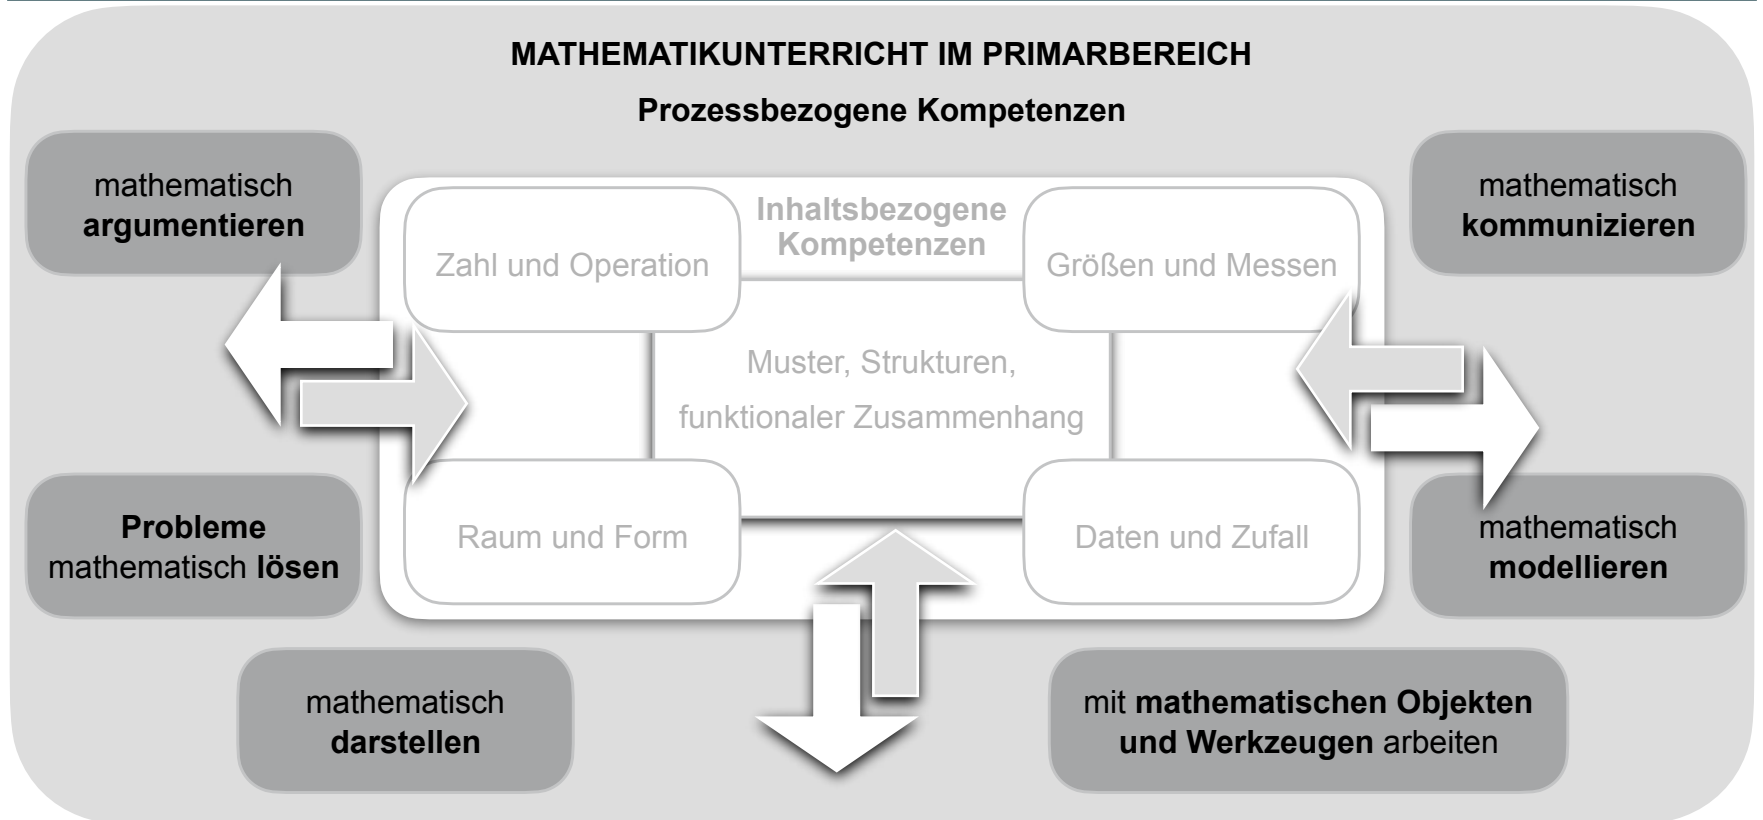 MATHEMATIKUNTERRICHT IM PRIMARBEREICH
Prozessbezogene Kompetenzen
mathematisch
argumentieren
mathematisch
kommunizieren
Inhaltsbezogene
Kompetenzen
Zahl und Operation
Größen und Messen
Muster, Strukturen,
funktionaler Zusammenhang
Raum und Form
Daten und Zufall
Probleme
mathematisch lösen
mathematisch
modellieren
mathematisch
darstellen
mit mathematischen Objekten
und Werkzeugen arbeiten